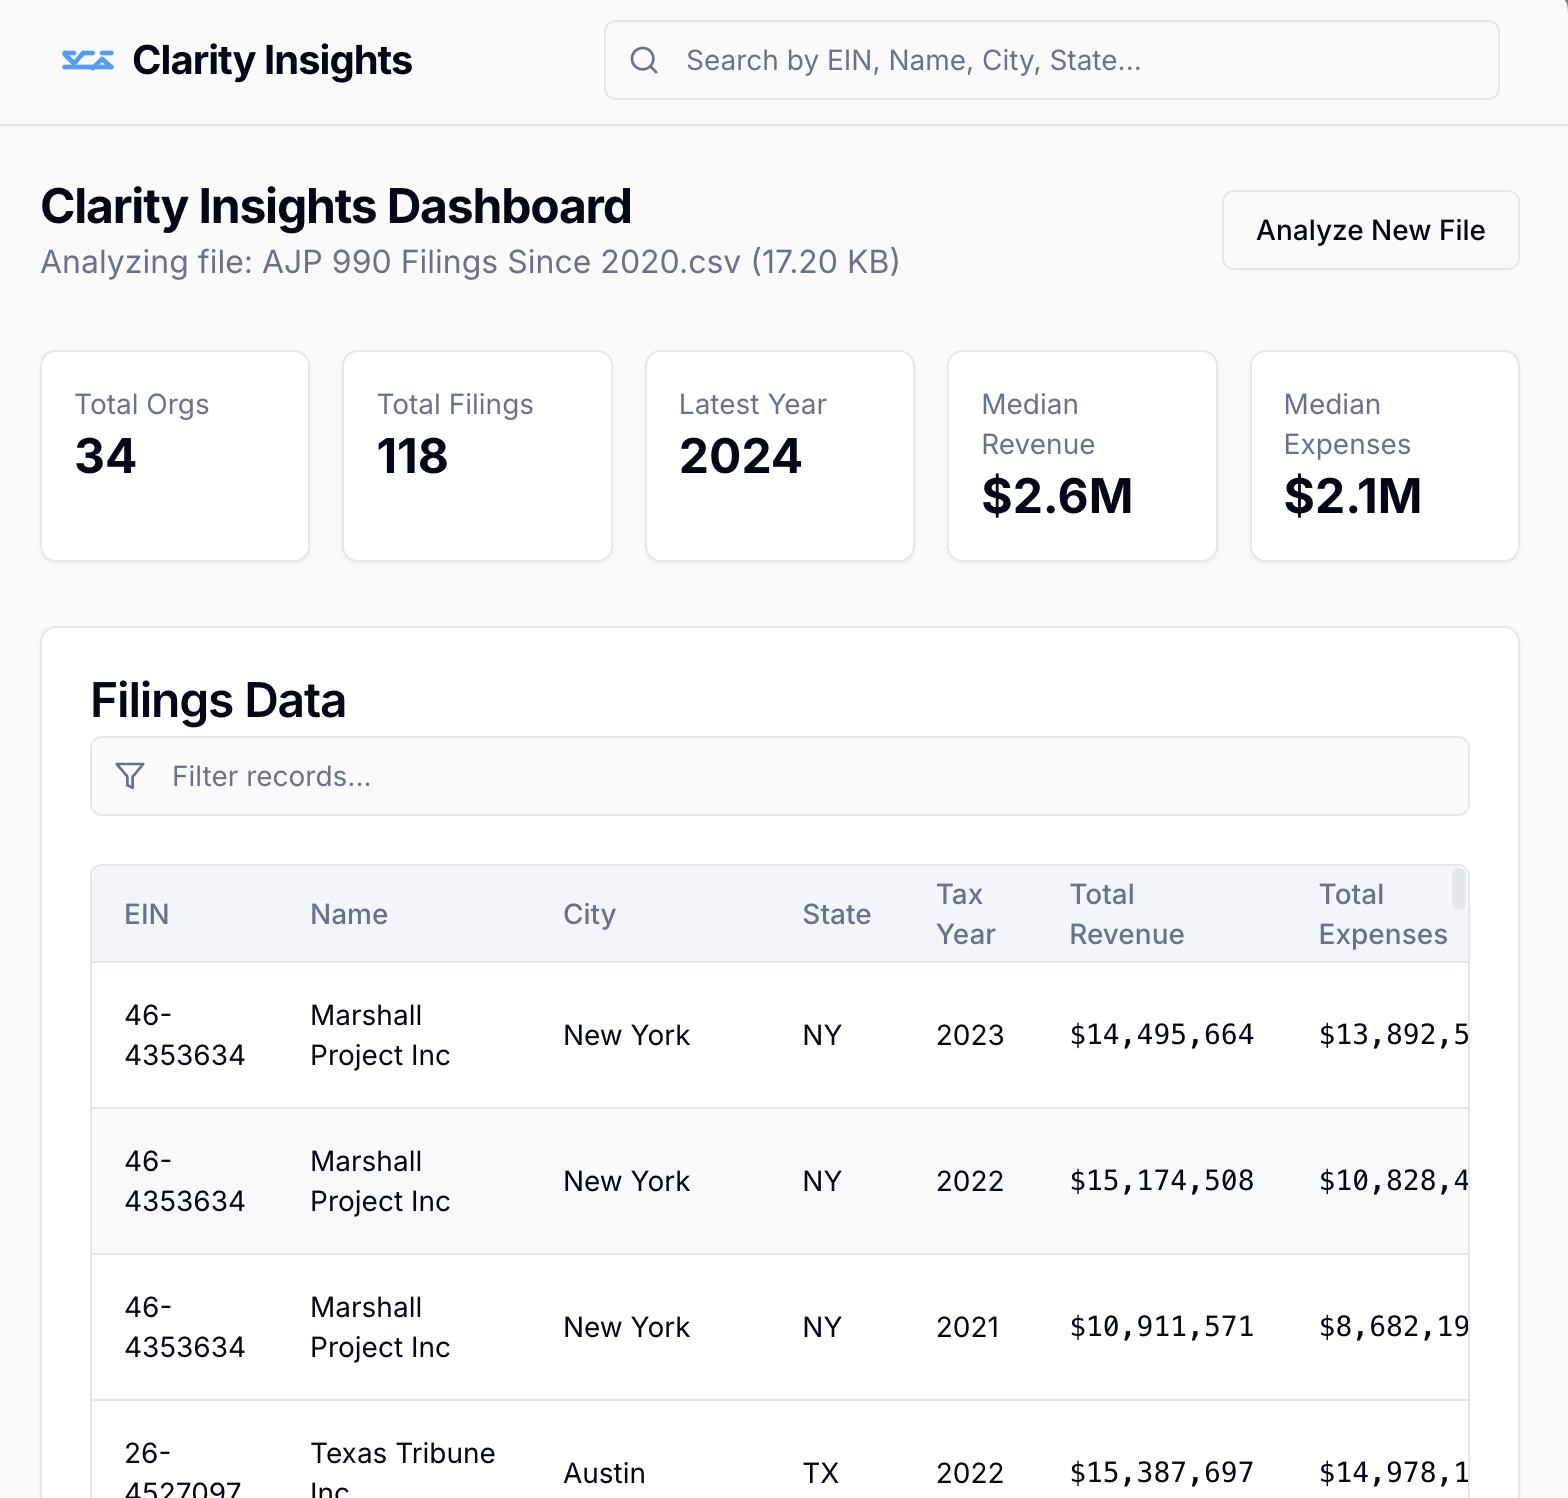 Clarity Insights
Search by EIN, Name, City, State...
Clarity Insights Dashboard
Analyzing file: AJP 990 Filings Since 2020.csv (17.20 KB)
Analyze New File
Total Orgs
34
Total Filings
118
Latest Year
2024
Median
Revenue
$2.6M
Median
Expenses
$2.1M
Filings Data
Filter records...
EIN Name City State Tax Year Total Revenue Total Expenses
46-4353634 Marshall Project Inc New York NY 2023 $14,495,664 $13,892,5
46-4353634 Marshall Project Inc New York NY 2022 $15,174,508 $10,828,4
46-4353634 Marshall Project Inc New York NY 2021 $10,911,571 $8,682,19
26-4527097 Texas Tribune Inc Austin TX 2022 $15,387,697 $14,978,1